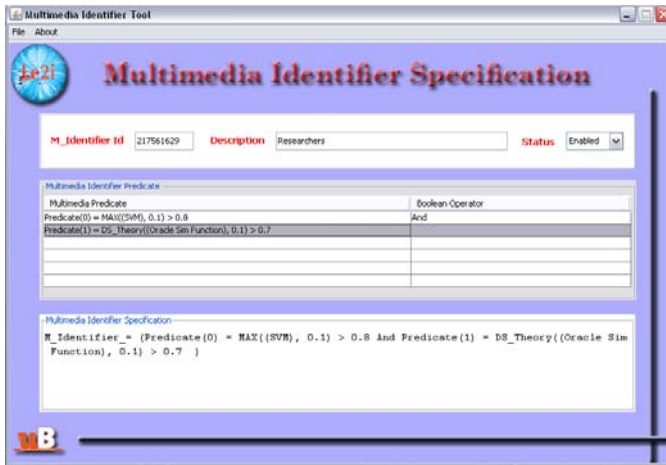 Multimedia Identifier Tool
File About
Le2i
Multimedia Identifier Specification
M_Identifier Id 217561629 Description Researchers Status Enabled
Multimedia Identifier Predicate
Multimedia Predicate Boolean Operator
Predicate(0) = MAX((SVM), 0.1) > 0.8 And
Predicate(1) = DS_Theory((Oracle Sim Function), 0.1) > 0.7
Multimedia Identifier Specification
M_Identifier_= (Predicate(0) = MAX((SVM), 0.1) > 0.8 And Predicate(1) = DS_Theory((Oracle Sim
Function), 0.1) > 0.7 )
uB